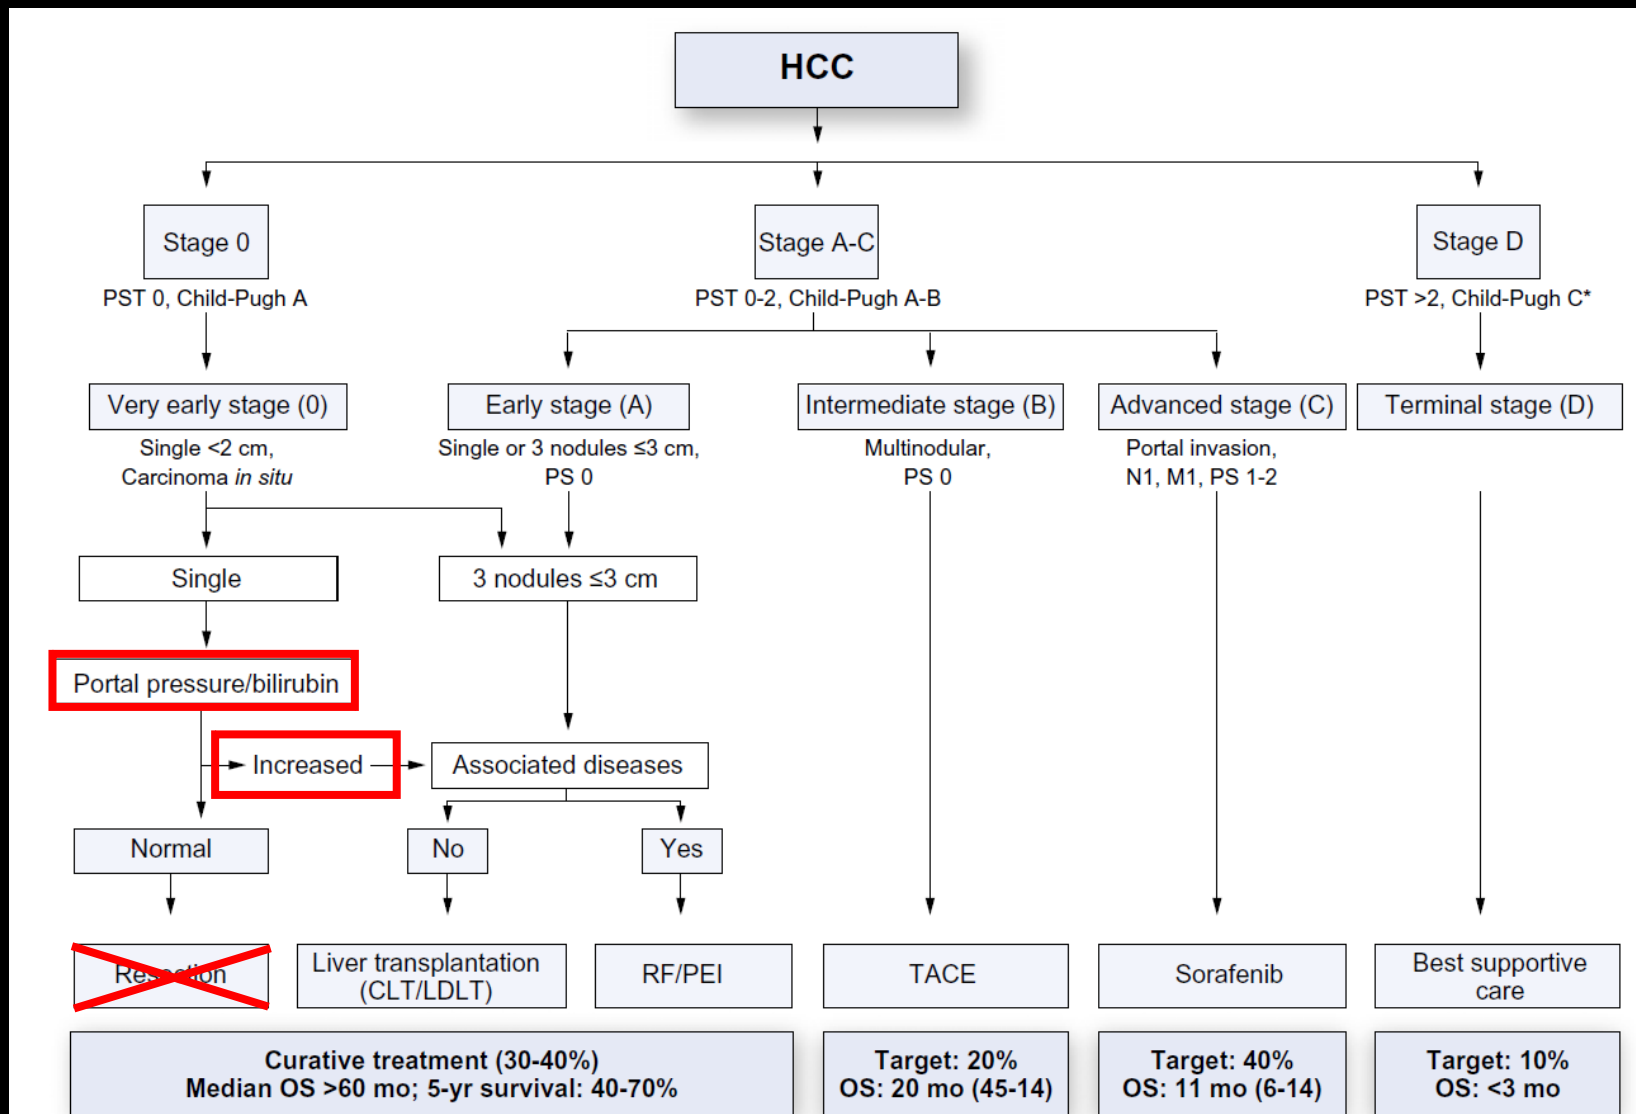 HCC
Stage 0
Stage A-C
Stage D
PST 0, Child-Pugh A
PST 0-2, Child-Pugh A-B
PST >2, Child-Pugh C*
Very early stage (0)
Early stage (A)
Intermediate stage (B)
Advanced stage (C)
Terminal stage (D)
Single <2 cm,
Carcinoma in situ
Single or 3 nodules ≤3 cm,
PS 0
Multinodular,
PS 0
Portal invasion,
N1, M1, PS 1-2
Single
3 nodules ≤3 cm
Portal pressure/bilirubin
Increased
Associated diseases
Normal
No
Yes
Resection
Liver transplantation
(CLT/LDLT)
RF/PEI
TACE
Sorafenib
Best supportive
care
Curative treatment (30-40%)
Median OS >60 mo; 5-yr survival: 40-70%
Target: 20%
OS: 20 mo (45-14)
Target: 40%
OS: 11 mo (6-14)
Target: 10%
OS: <3 mo